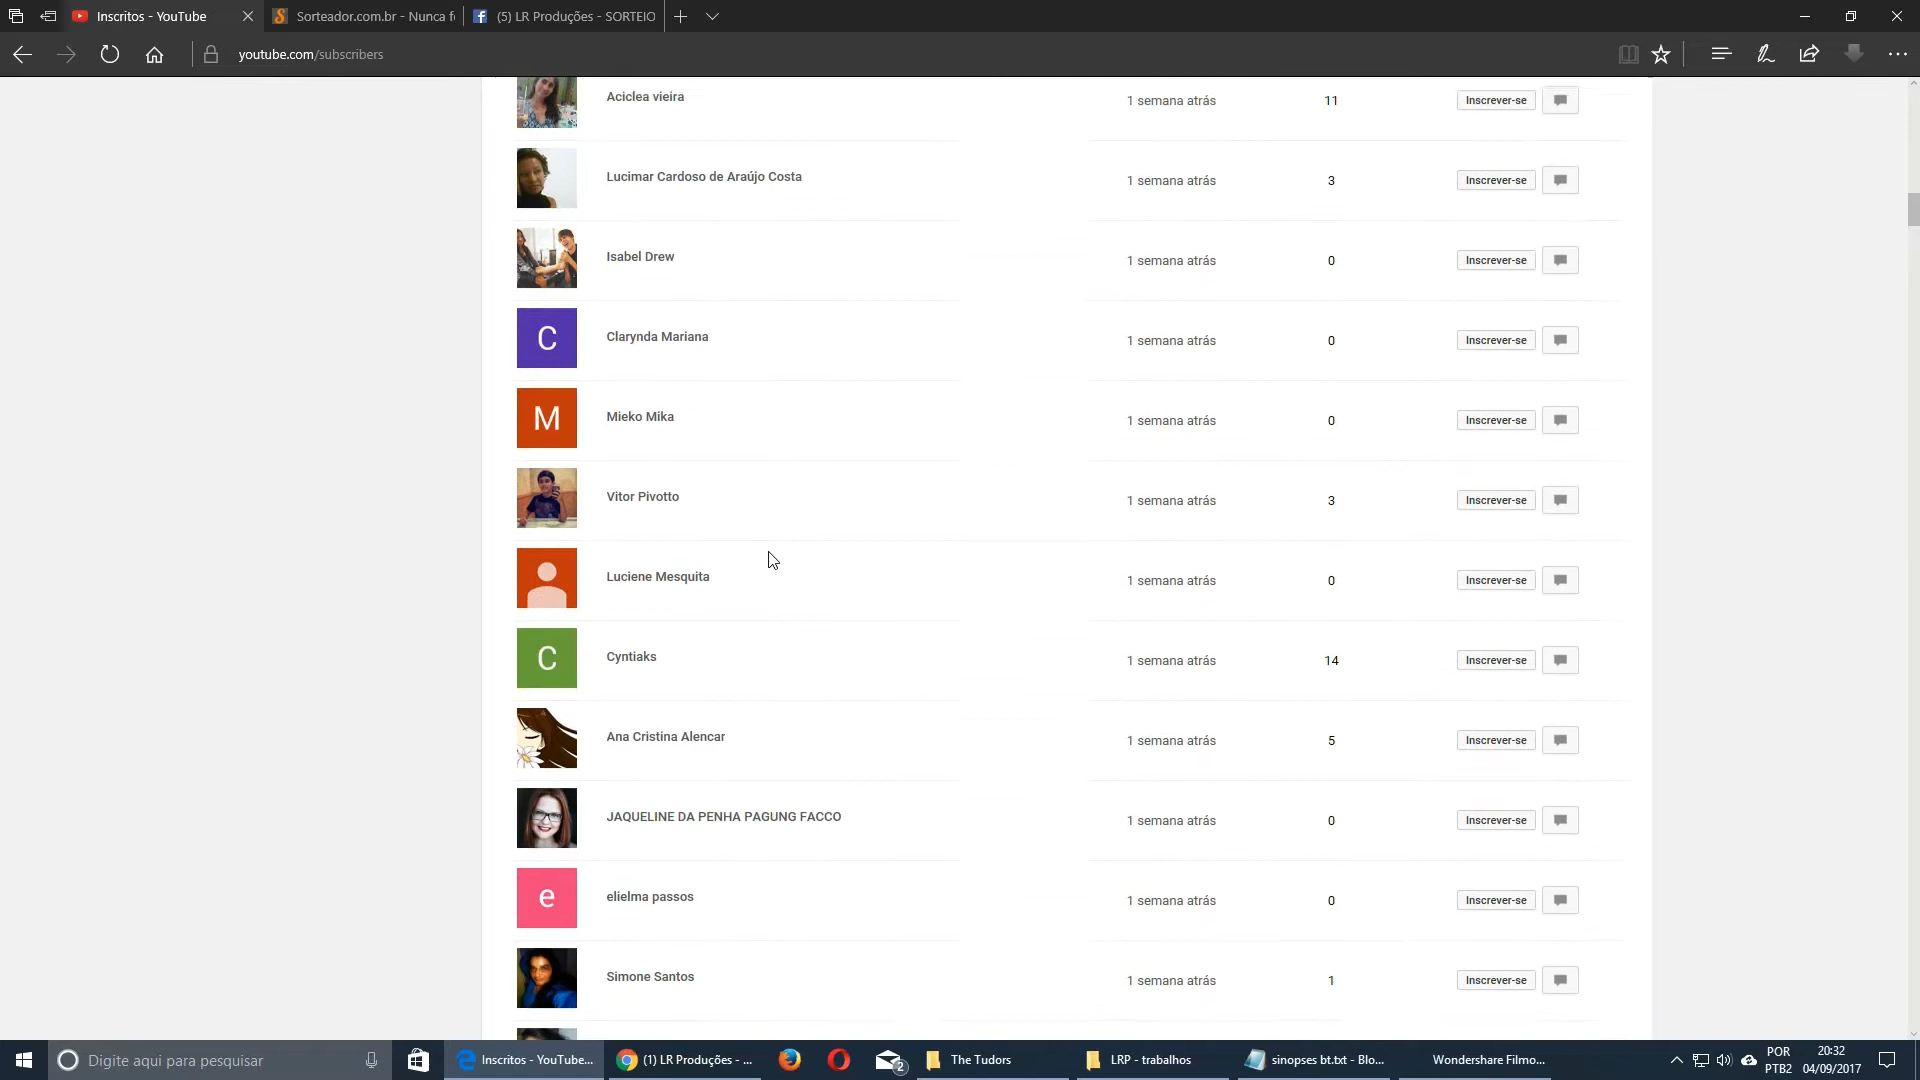 Inscritos - YouTube
Sorteador.com.br - Nunca f
(5) LR Produções - SORTEIO
youtube.com/subscribers
Aciclea vieira 1 semana atrás 11 Inscrever-se
Lucimar Cardoso de Araújo Costa 1 semana atrás 3 Inscrever-se
Isabel Drew 1 semana atrás 0 Inscrever-se
C Clarynda Mariana 1 semana atrás 0 Inscrever-se
M Mieko Mika 1 semana atrás 0 Inscrever-se
Vitor Pivotto 1 semana atrás 3 Inscrever-se
Luciene Mesquita 1 semana atrás 0 Inscrever-se
C Cyntiaks 1 semana atrás 14 Inscrever-se
Ana Cristina Alencar 1 semana atrás 5 Inscrever-se
JAQUELINE DA PENHA PAGUNG FACCO 1 semana atrás 0 Inscrever-se
e elielma passos 1 semana atrás 0 Inscrever-se
Simone Santos 1 semana atrás 1 Inscrever-se
Digite aqui para pesquisar
Inscritos - YouTube...
(1) LR Produções - ...
2
The Tudors
LRP - trabalhos
sinopses bt.txt - Blo...
Wondershare Filmo...
POR
PTB2
20:32
04/09/2017